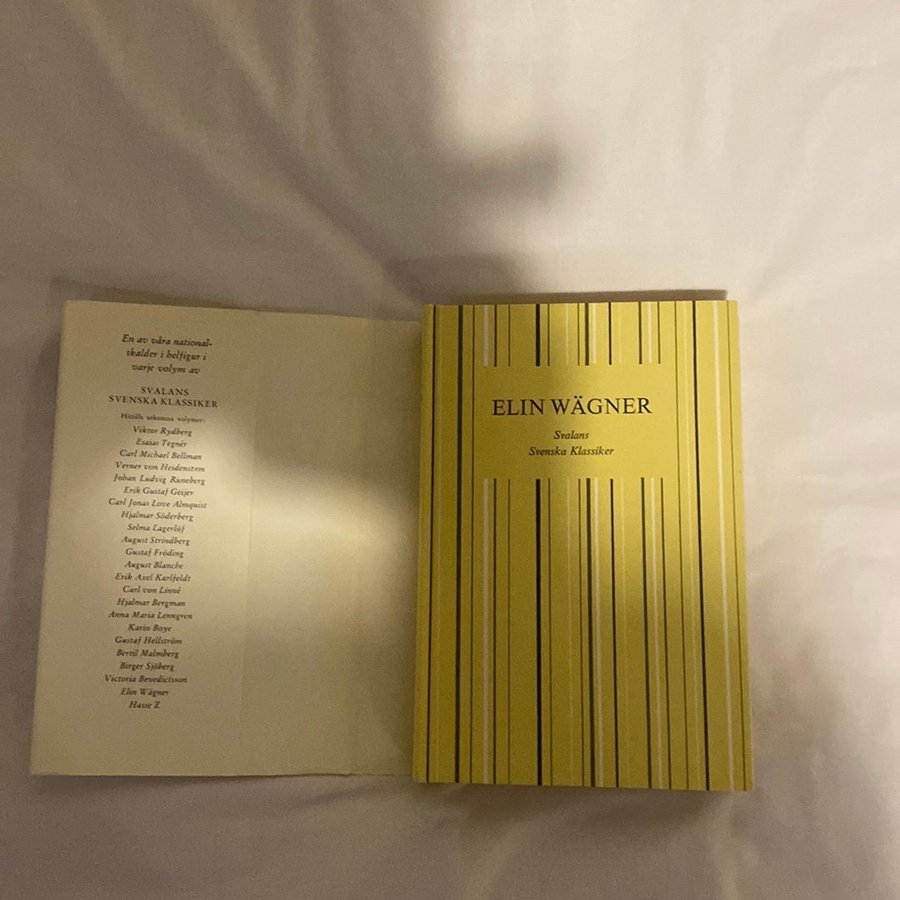 En av våra national-
skalder i helfigur i
varje volym av
SVALANS
SVENSKA KLASSIKER
Hittills utkomna volymer:
Viktor Rydberg
Esaias Tegnér
Carl Michael Bellman
Verner von Heidenstam
Johan Ludvig Runeberg
Erik Gustaf Geijer
Carl Jonas Love Almquist
Hjalmar Söderberg
Selma Lagerlöf
August Strindberg
Gustaf Fröding
August Blanche
Erik Axel Karlfeldt
Carl von Linné
Hjalmar Bergman
Anna Maria Lenngren
Karin Boye
Gustaf Hellström
Bertil Malmberg
Birger Sjöberg
Victoria Benedictsson
Elin Wägner
Hasse Z
ELIN WÄGNER
Svalans
Svenska Klassiker